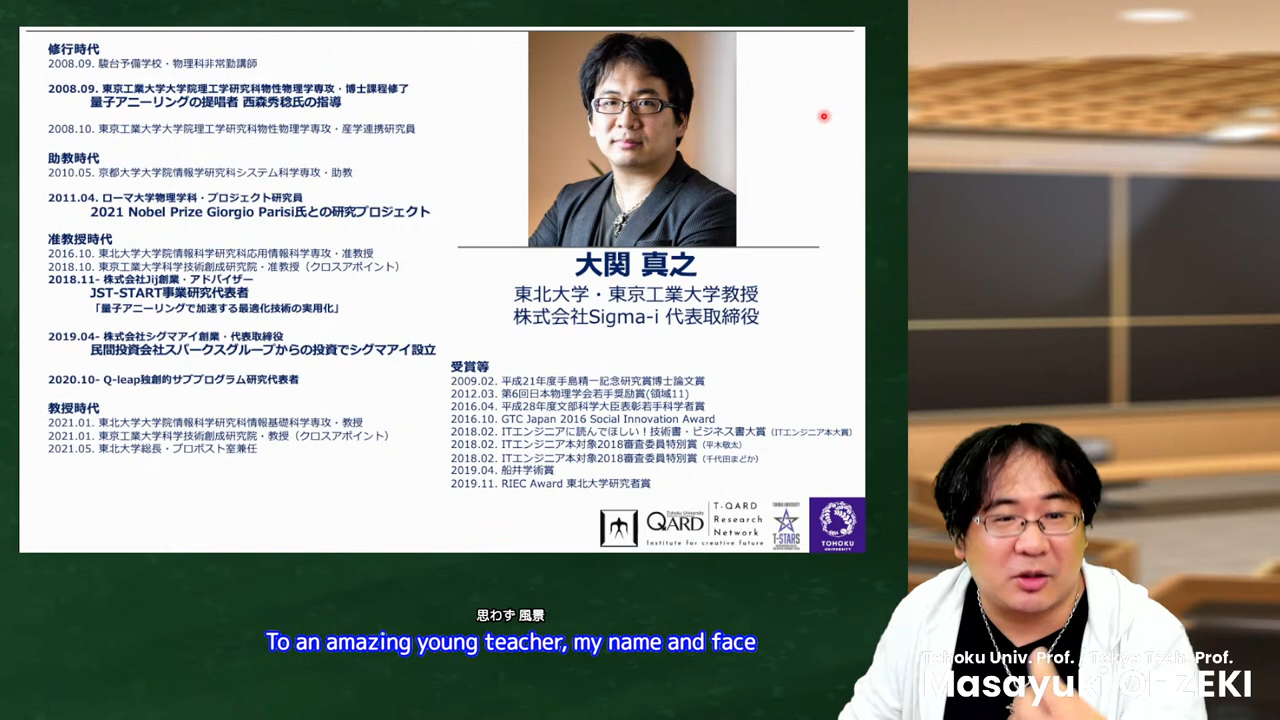 修行時代
2008.09. 駿台予備学校・物理科非常勤講師
2008.09. 東京工業大学大学院理工学研究科物性物理学専攻・博士課程修了
量子アニーリングの提唱者 西森秀稔氏の指導
2008.10. 東京工業大学大学院理工学研究科物性物理学専攻・産学連携研究員
助教時代
2010.05. 京都大学大学院情報学研究科システム科学専攻・助教
2011.04. ローマ大学物理学科・プロジェクト研究員
2021 Nobel Prize Giorgio Parisi氏との研究プロジェクト
准教授時代
2016.10. 東北大学大学院情報科学研究科応用情報科学専攻・准教授
2018.10. 東京工業大学科学技術創成研究院・准教授（クロスアポイント）
2018.11- 株式会社Jij創業・アドバイザー
JST-START事業研究代表者
「量子アニーリングで加速する最適化技術の実用化」
2019.04- 株式会社シグマアイ創業・代表取締役
民間投資会社スパークスグループからの投資でシグマアイ設立
2020.10- Q-leap独創的サブプログラム研究代表者
教授時代
2021.01. 東北大学大学院情報科学研究科情報基礎科学専攻・教授
2021.01. 東京工業大学科学技術創成研究院・教授（クロスアポイント）
2021.05. 東北大学総長・プロボスト室兼任
大関 真之
東北大学・東京工業大学教授
株式会社Sigma-i 代表取締役
受賞等
2009.02. 平成21年度手島精一記念研究賞博士論文賞
2012.03. 第6回日本物理学会若手奨励賞(領域11)
2016.04. 平成28年度文部科学大臣表彰若手科学者賞
2016.10. GTC Japan 2016 Social Innovation Award
2018.02. ITエンジニアに読んでほしい！技術書・ビジネス書大賞（ITエンジニア本大賞）
2018.02. ITエンジニア本対象2018審査委員特別賞（平木敬太）
2018.02. ITエンジニア本対象2018審査委員特別賞（千代田まどか）
2019.04. 船井学術賞
2019.11. RIEC Award 東北大学研究者賞
Tohoku University
QARD
T-QARD
Research
Network
Institute for creative future
TOHOKU UNIVERSITY
T-STARS
TOHOKU
UNIVERSITY
思わず 風景
To an amazing young teacher, my name and face
Tohoku Univ. Prof. / Tokyo Tech. Prof.
Masayuki OHZEKI